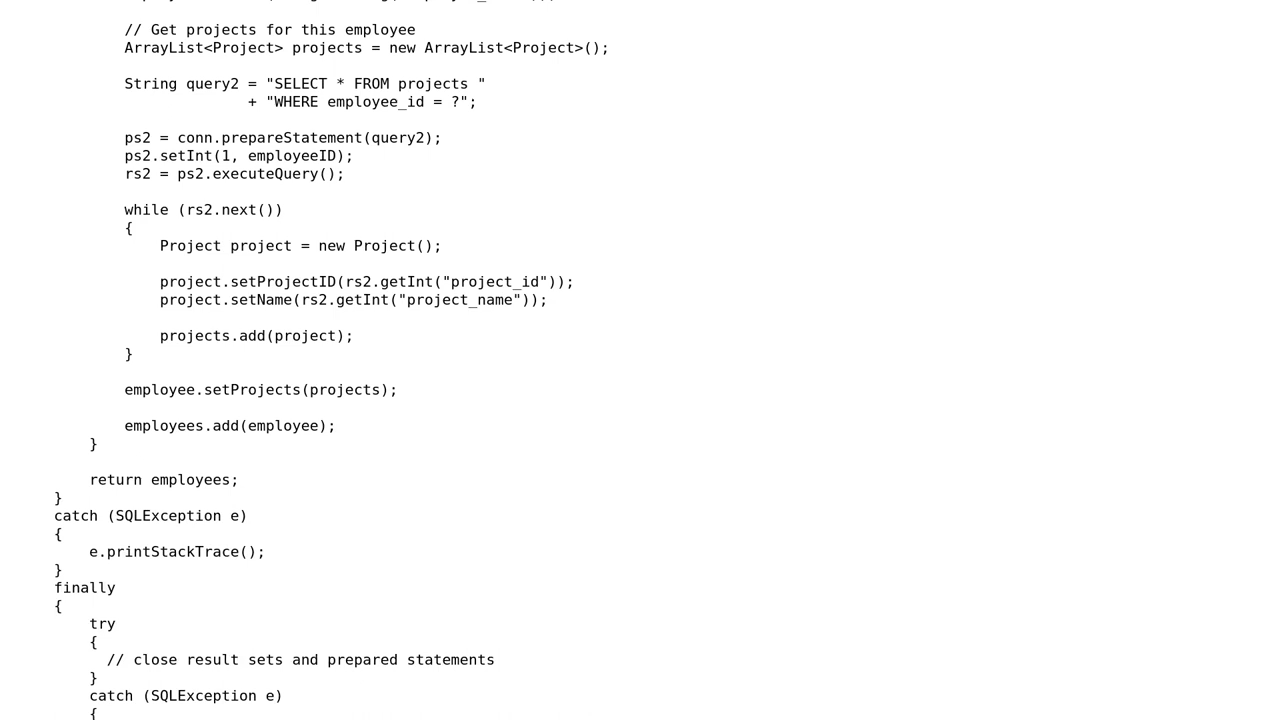 // Get projects for this employee
ArrayList<Project> projects = new ArrayList<Project>();
String query2 = "SELECT * FROM projects "
+ "WHERE employee_id = ?";
ps2 = conn.prepareStatement(query2);
ps2.setInt(1, employeeID);
rs2 = ps2.executeQuery();
while (rs2.next())
{
Project project = new Project();
project.setProjectID(rs2.getInt("project_id"));
project.setName(rs2.getInt("project_name"));
projects.add(project);
}
employee.setProjects(projects);
employees.add(employee);
}
return employees;
}
catch (SQLException e)
{
e.printStackTrace();
}
finally
{
try
{
// close result sets and prepared statements
}
catch (SQLException e)
{